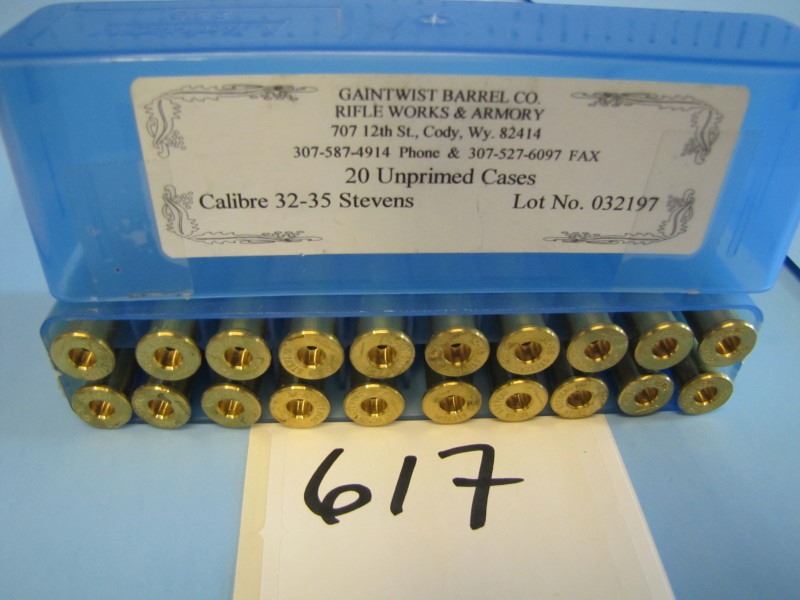 GAINTWIST BARREL CO.
RIFLE WORKS & ARMORY
707 12th St., Cody, Wy. 82414
307-587-4914 Phone & 307-527-6097 FAX
20 Unprimed Cases
Calibre 32-35 Stevens Lot No. 032197
617